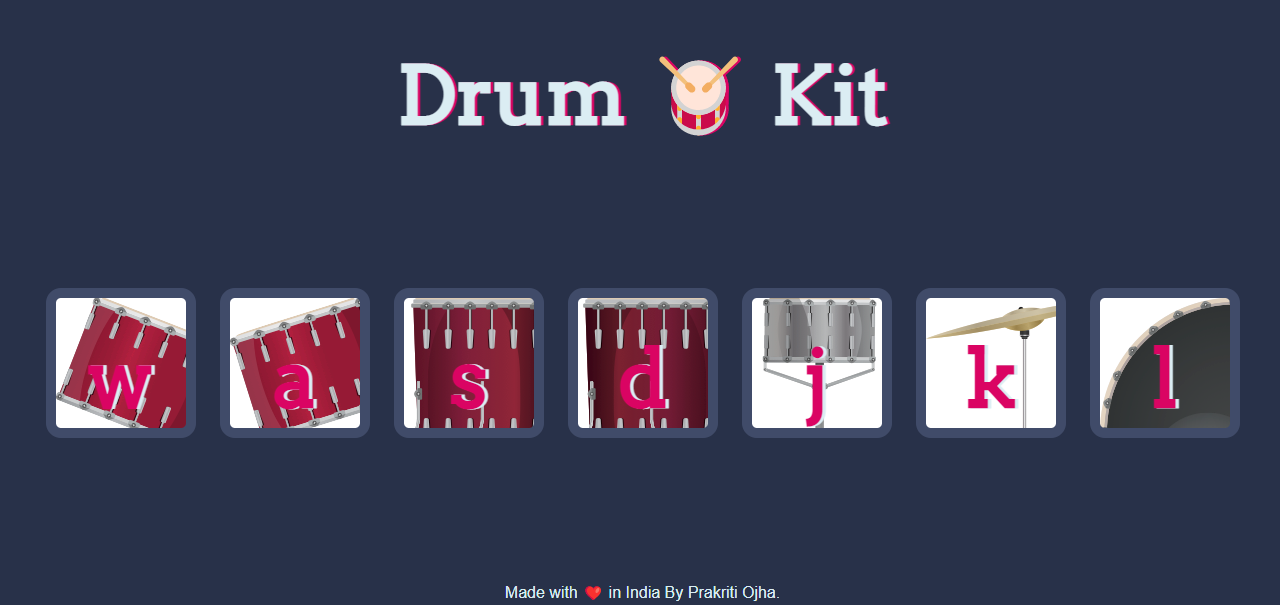 Drum 🥁 Kit
w a s d j k l
Made with ❤️ in India By Prakriti Ojha.